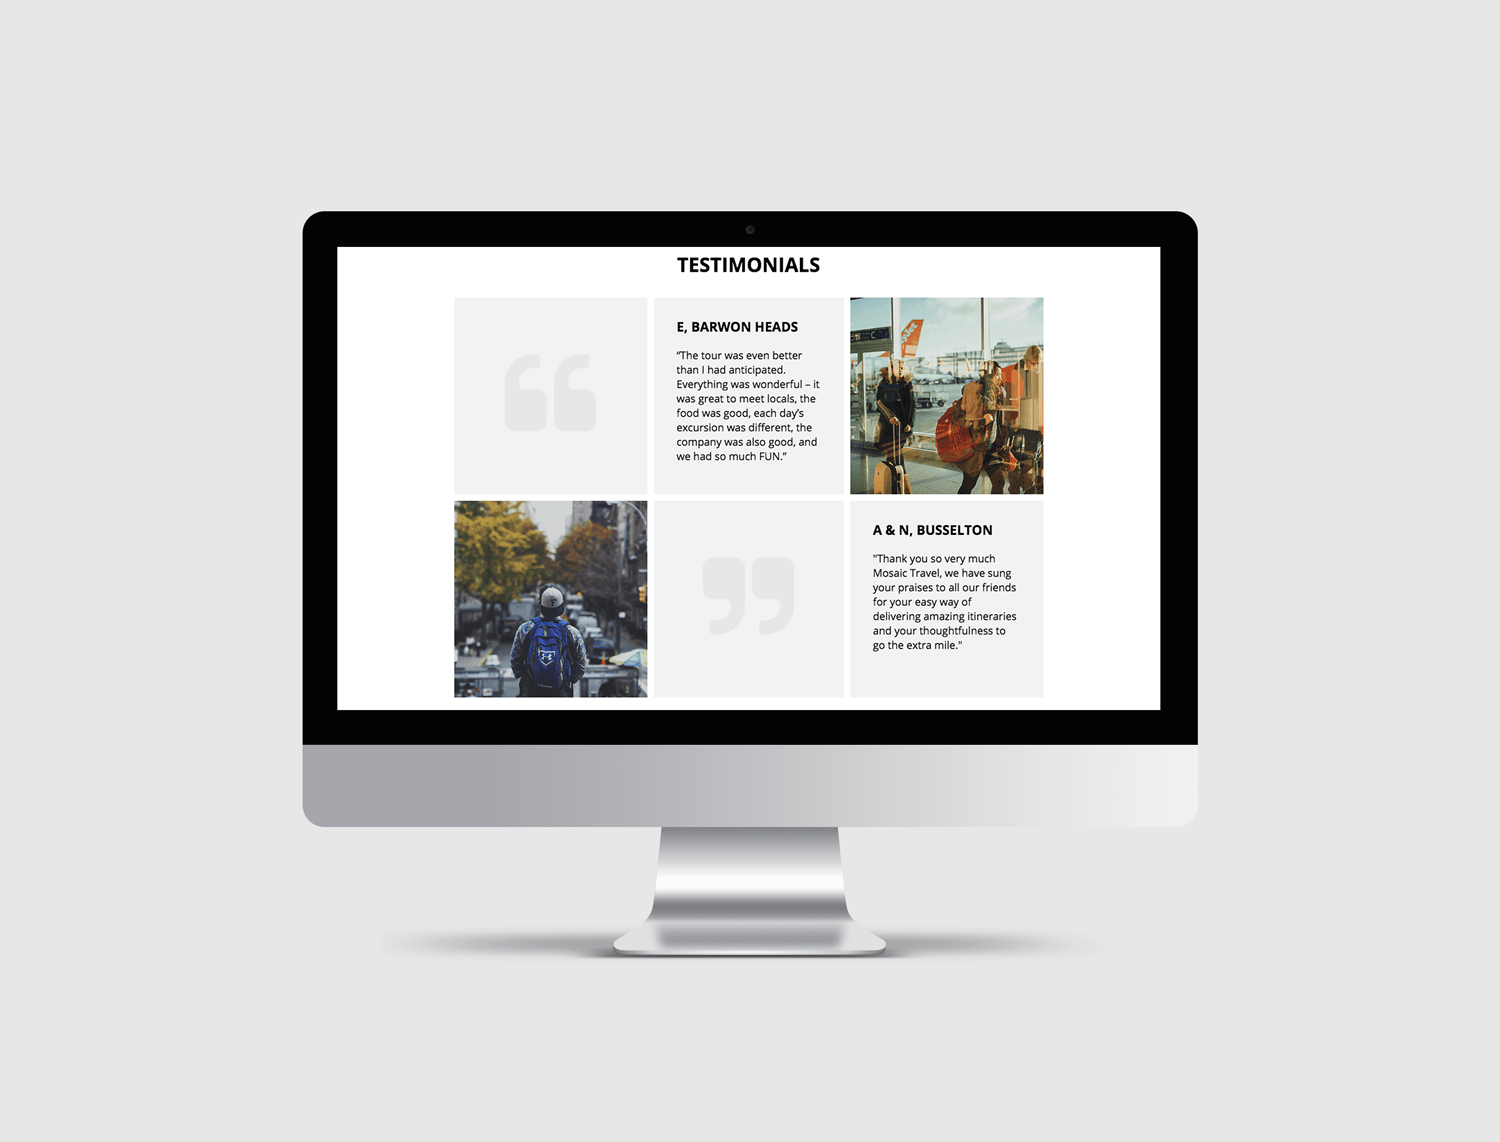 TESTIMONIALS
E, BARWON HEADS
“The tour was even better
than I had anticipated.
Everything was wonderful – it
was great to meet locals, the
food was good, each day’s
excursion was different, the
company was also good, and
we had so much FUN.”
A & N, BUSSELTON
"Thank you so very much
Mosaic Travel, we have sung
your praises to all our friends
for your easy way of
delivering amazing itineraries
and your thoughtfulness to
go the extra mile."